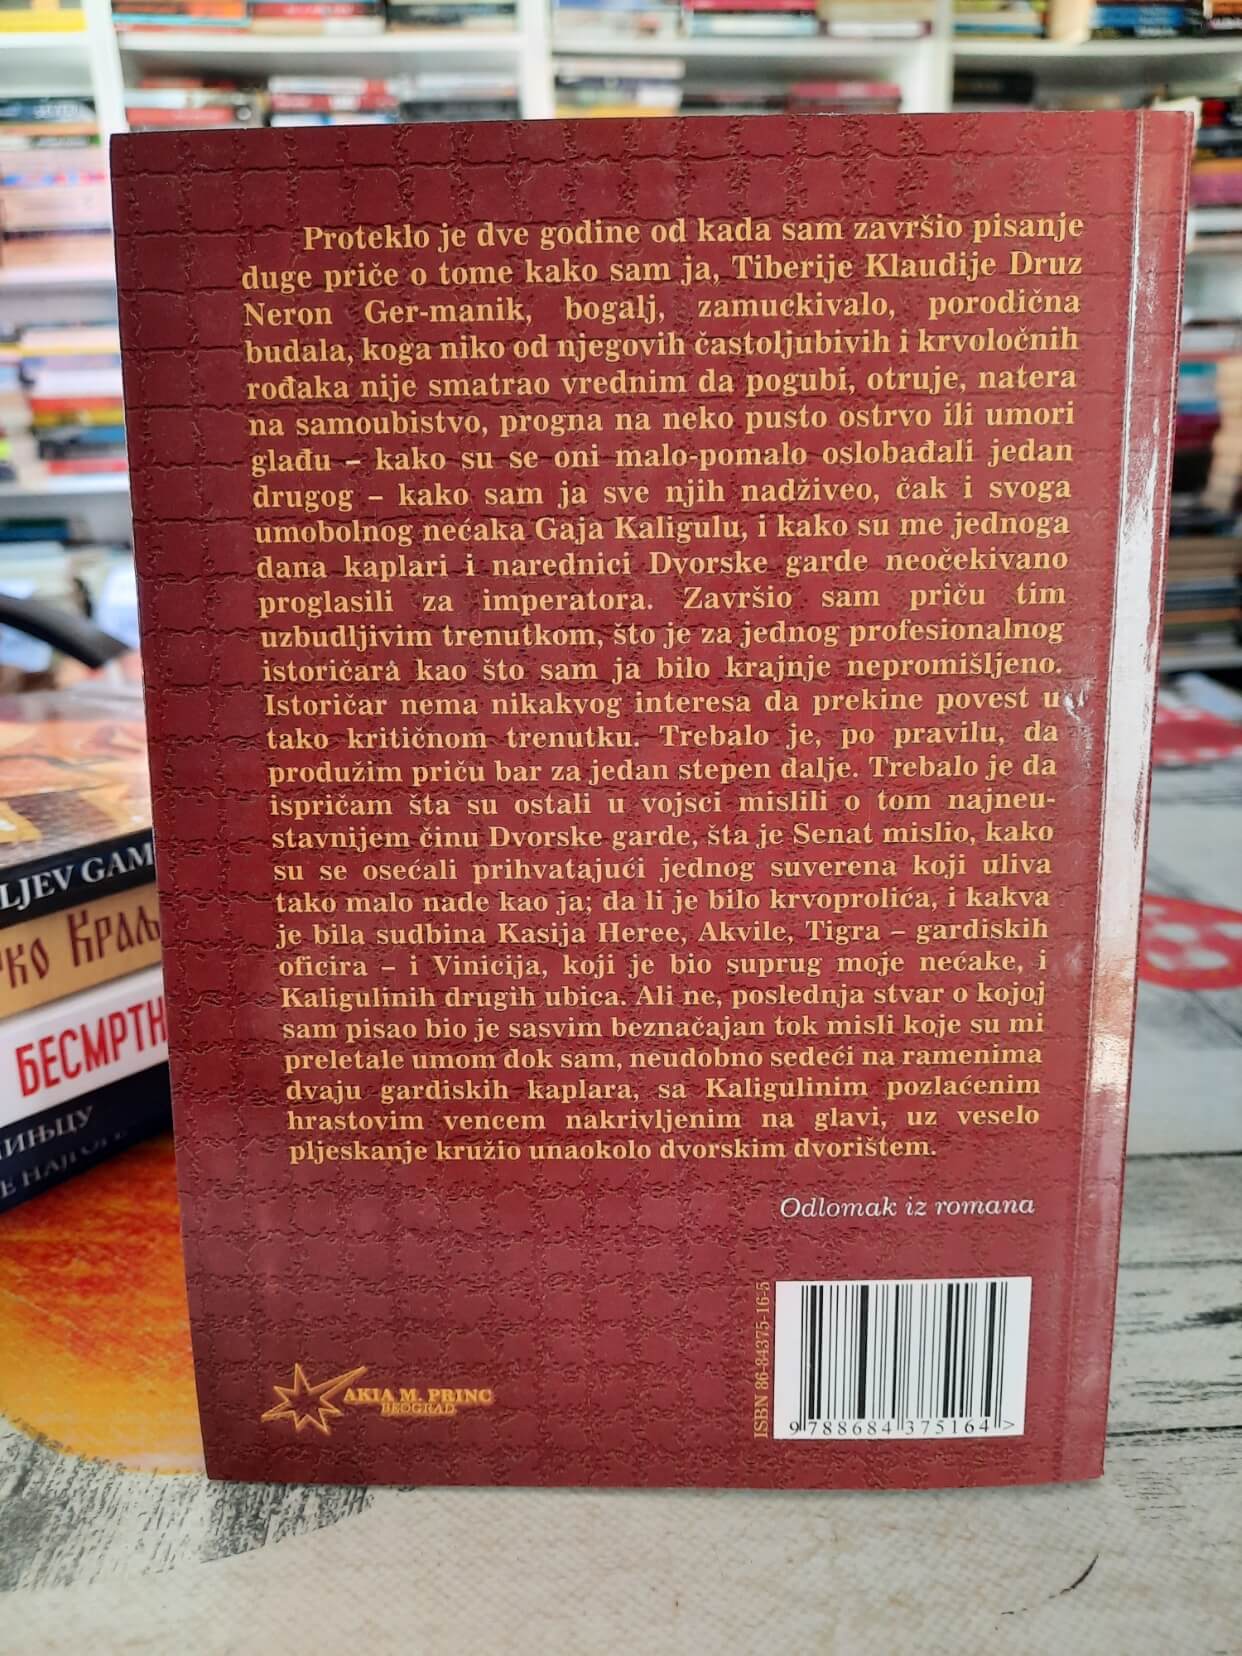 Proteklo je dve godine od kada sam završio pisanje
duge priče o tome kako sam ja, Tiberije Klaudije Druz
Neron Ger-manik, bogalj, zamuckivalo, porodična
budala, koga niko od njegovih častoljubivih i krvoločnih
rođaka nije smatrao vrednim da pogubi, otruje, natera
na samoubistvo, progna na neko pusto ostrvo ili umori
glađu – kako su se oni malo-pomalo oslobađali jedan
drugog – kako sam ja sve njih nadživeo, čak i svoga
umobolnog nećaka Gaja Kaligulu, i kako su me jednoga
dana kaplari i narednici Dvorske garde neočekivano
proglasili za imperatora. Završio sam priču tim
uzbudljivim trenutkom, što je za jednog profesionalnog
istoričara kao što sam ja bilo krajnje nepromišljeno.
Istoričar nema nikakvog interesa da prekine povest u
tako kritičnom trenutku. Trebalo je, po pravilu, da
produžim priču bar za jedan stepen dalje. Trebalo je da
ispričam šta su ostali u vojsci mislili o tom najneu-
stavnijem činu Dvorske garde, šta je Senat mislio, kako
su se osećali prihvatajući jednog suverena koji uliva
tako malo nade kao ja; da li je bilo krvoprolića, i kakva
je bila sudbina Kasija Heree, Akvile, Tigra – gardiskih
oficira – i Vinicija, koji je bio suprug moje nećake, i
Kaligulinih drugih ubica. Ali ne, poslednja stvar o kojoj
sam pisao bio je sasvim beznačajan tok misli koje su mi
preletale umom dok sam, neudobno sedeći na ramenima
dvaju gardiskih kaplara, sa Kaligulinim pozlaćenim
hrastovim vencem nakrivljenim na glavi, uz veselo
pljeskanje kružio unaokolo dvorskim dvorištem.
Odlomak iz romana
AKIA M. PRINC
BEOGRAD
ISBN 86-84375-16-5
9 788684 375164 >
LJEV GAM
РКО КРАЉ
БЕСМРТН
ИЊЦУ